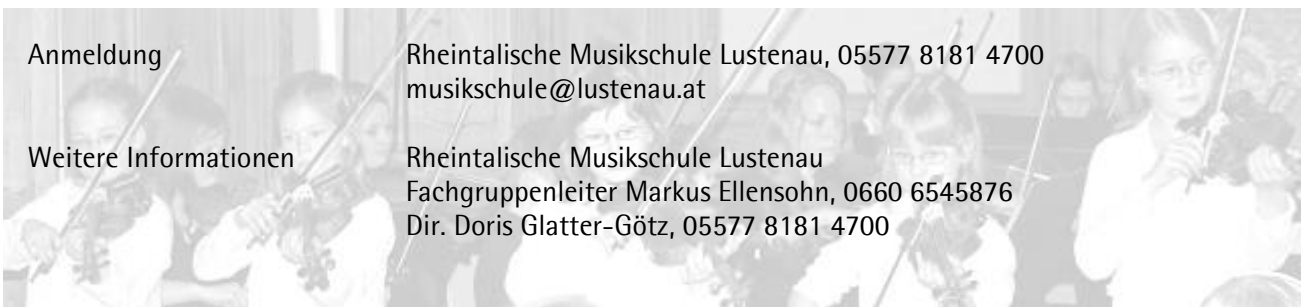 Anmeldung Rheintalische Musikschule Lustenau, 05577 8181 4700
musikschule@lustenau.at
Weitere Informationen Rheintalische Musikschule Lustenau
Fachgruppenleiter Markus Ellensohn, 0660 6545876
Dir. Doris Glatter-Götz, 05577 8181 4700